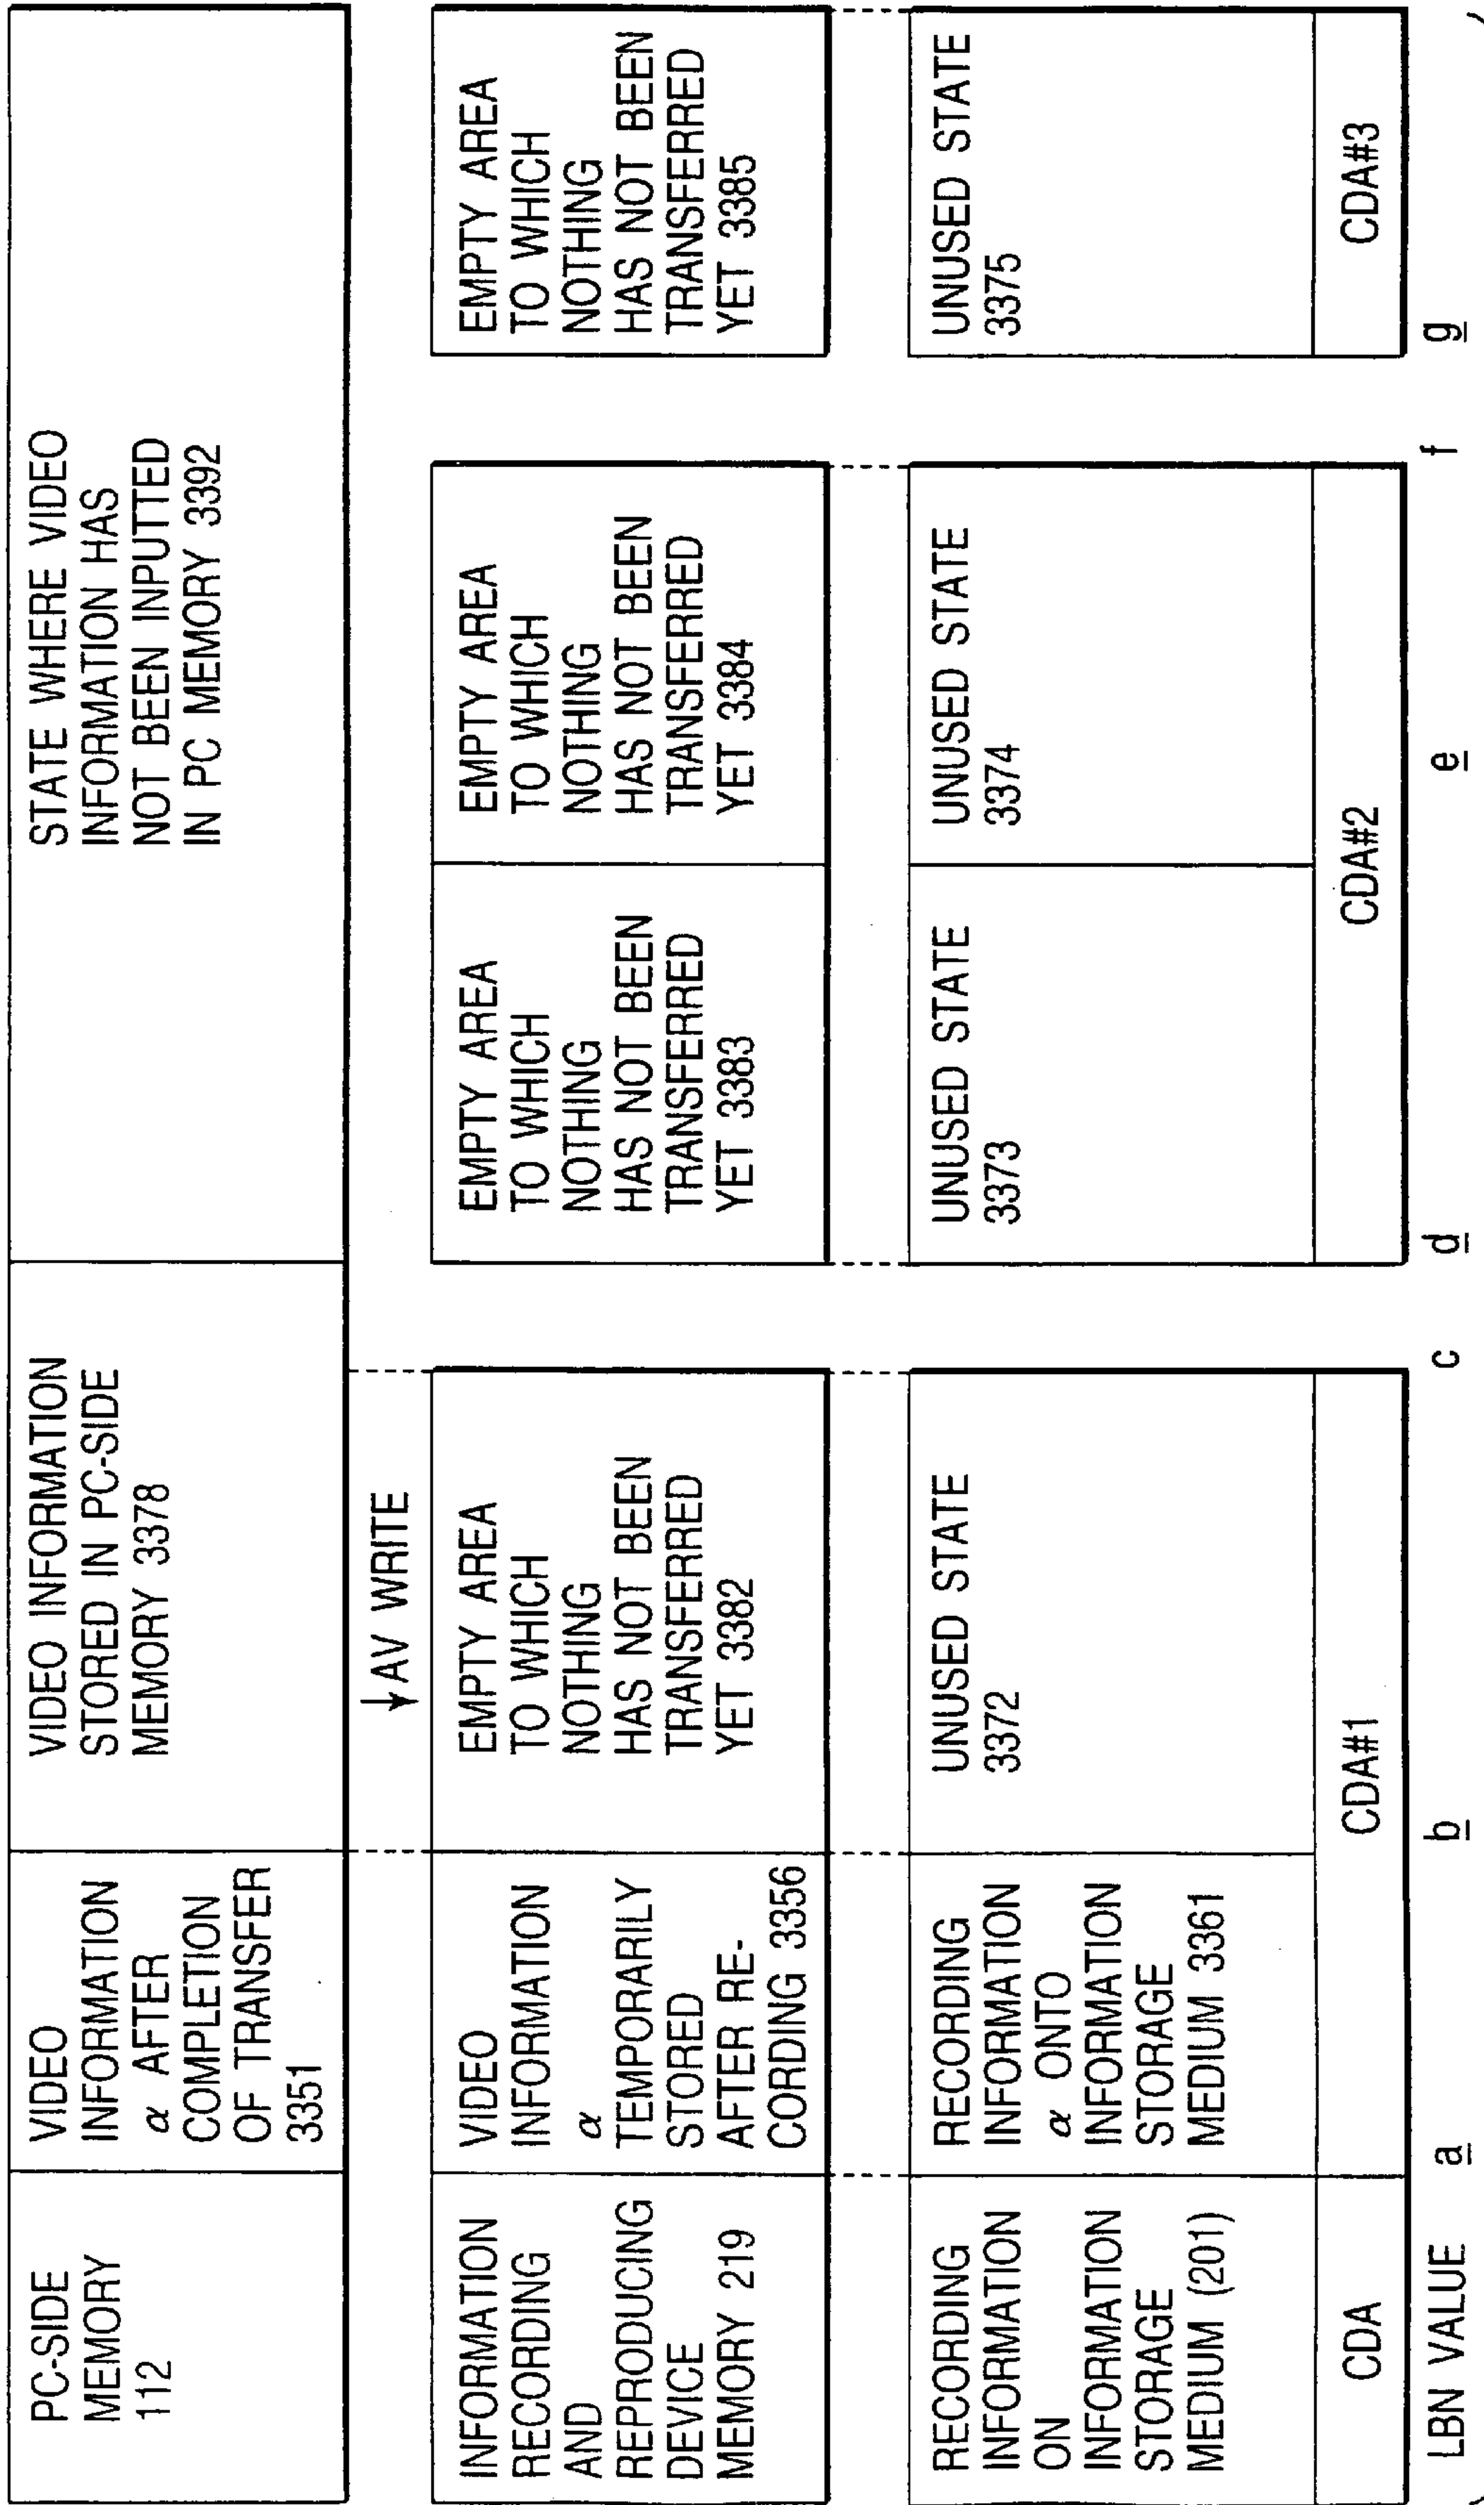 PC-SIDE
MEMORY
112
VIDEO
INFORMATION
α AFTER
COMPLETION
OF TRANSFER
3351
VIDEO INFORMATION
STORED IN PC-SIDE
MEMORY 3378
STATE WHERE VIDEO
INFORMATION HAS
NOT BEEN INPUTTED
IN PC MEMORY 3392
AV WRITE
INFORMATION
RECORDING
AND
REPRODUCING
DEVICE
MEMORY 219
VIDEO
INFORMATION
α
TEMPORARILY
STORED
AFTER RE-
CORDING 3356
EMPTY AREA
TO WHICH
NOTHING
HAS NOT BEEN
TRANSFERRED
YET 3382
EMPTY AREA
TO WHICH
NOTHING
HAS NOT BEEN
TRANSFERRED
YET 3383
EMPTY AREA
TO WHICH
NOTHING
HAS NOT BEEN
TRANSFERRED
YET 3384
EMPTY AREA
TO WHICH
NOTHING
HAS NOT BEEN
TRANSFERRED
YET 3385
RECORDING
INFORMATION
ON
INFORMATION
STORAGE
MEDIUM (201)
RECORDING
INFORMATION
α ONTO
INFORMATION
STORAGE
MEDIUM 3361
UNUSED STATE
3372
UNUSED STATE
3373
UNUSED STATE
3374
UNUSED STATE
3375
CDA
CDA#1
CDA#2
CDA#3
LBN VALUE
a
b
c
d
e
f
g